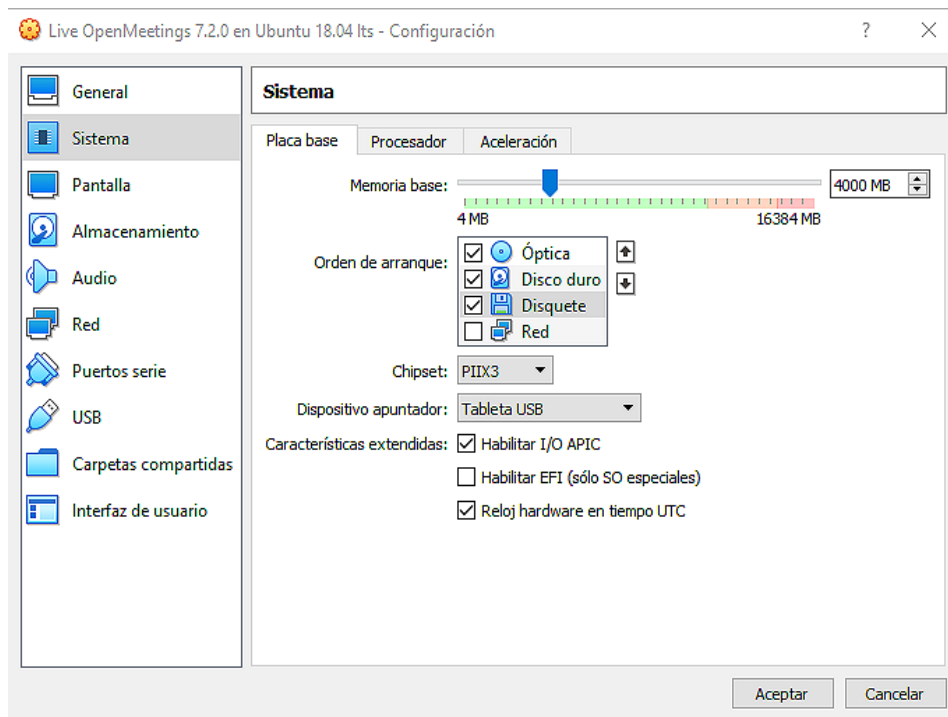 Live OpenMeetings 7.2.0 en Ubuntu 18.04 lts - Configuración
?
General
Sistema
Pantalla
Almacenamiento
Audio
Red
Puertos serie
USB
Carpetas compartidas
Interfaz de usuario
Sistema
Placa base Procesador Aceleración
Memoria base: 4000 MB
4 MB 16384 MB
Orden de arranque:
Óptica
Disco duro
Disquete
Red
Chipset: PIIX3
Dispositivo apuntador: Tableta USB
Características extendidas: Habilitar I/O APIC
Habilitar EFI (sólo SO especiales)
Reloj hardware en tiempo UTC
Aceptar Cancelar